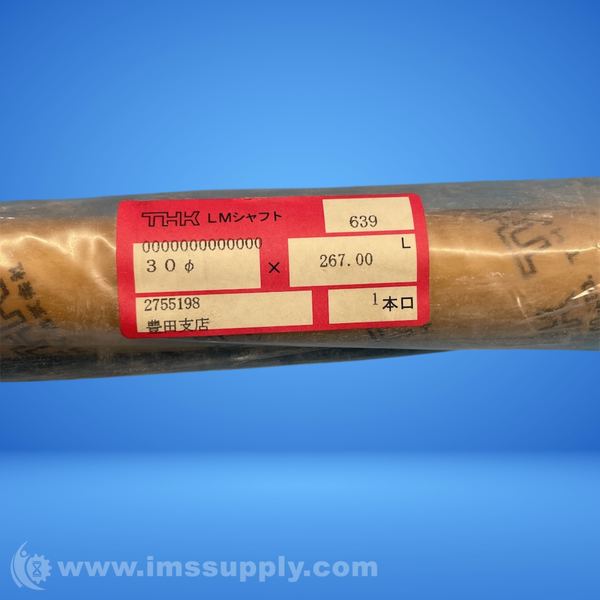 THK LMシャフト 639
0000000000000 L
30φ × 267.00
2755198 1 本口
豊田支店
www.imssupply.com